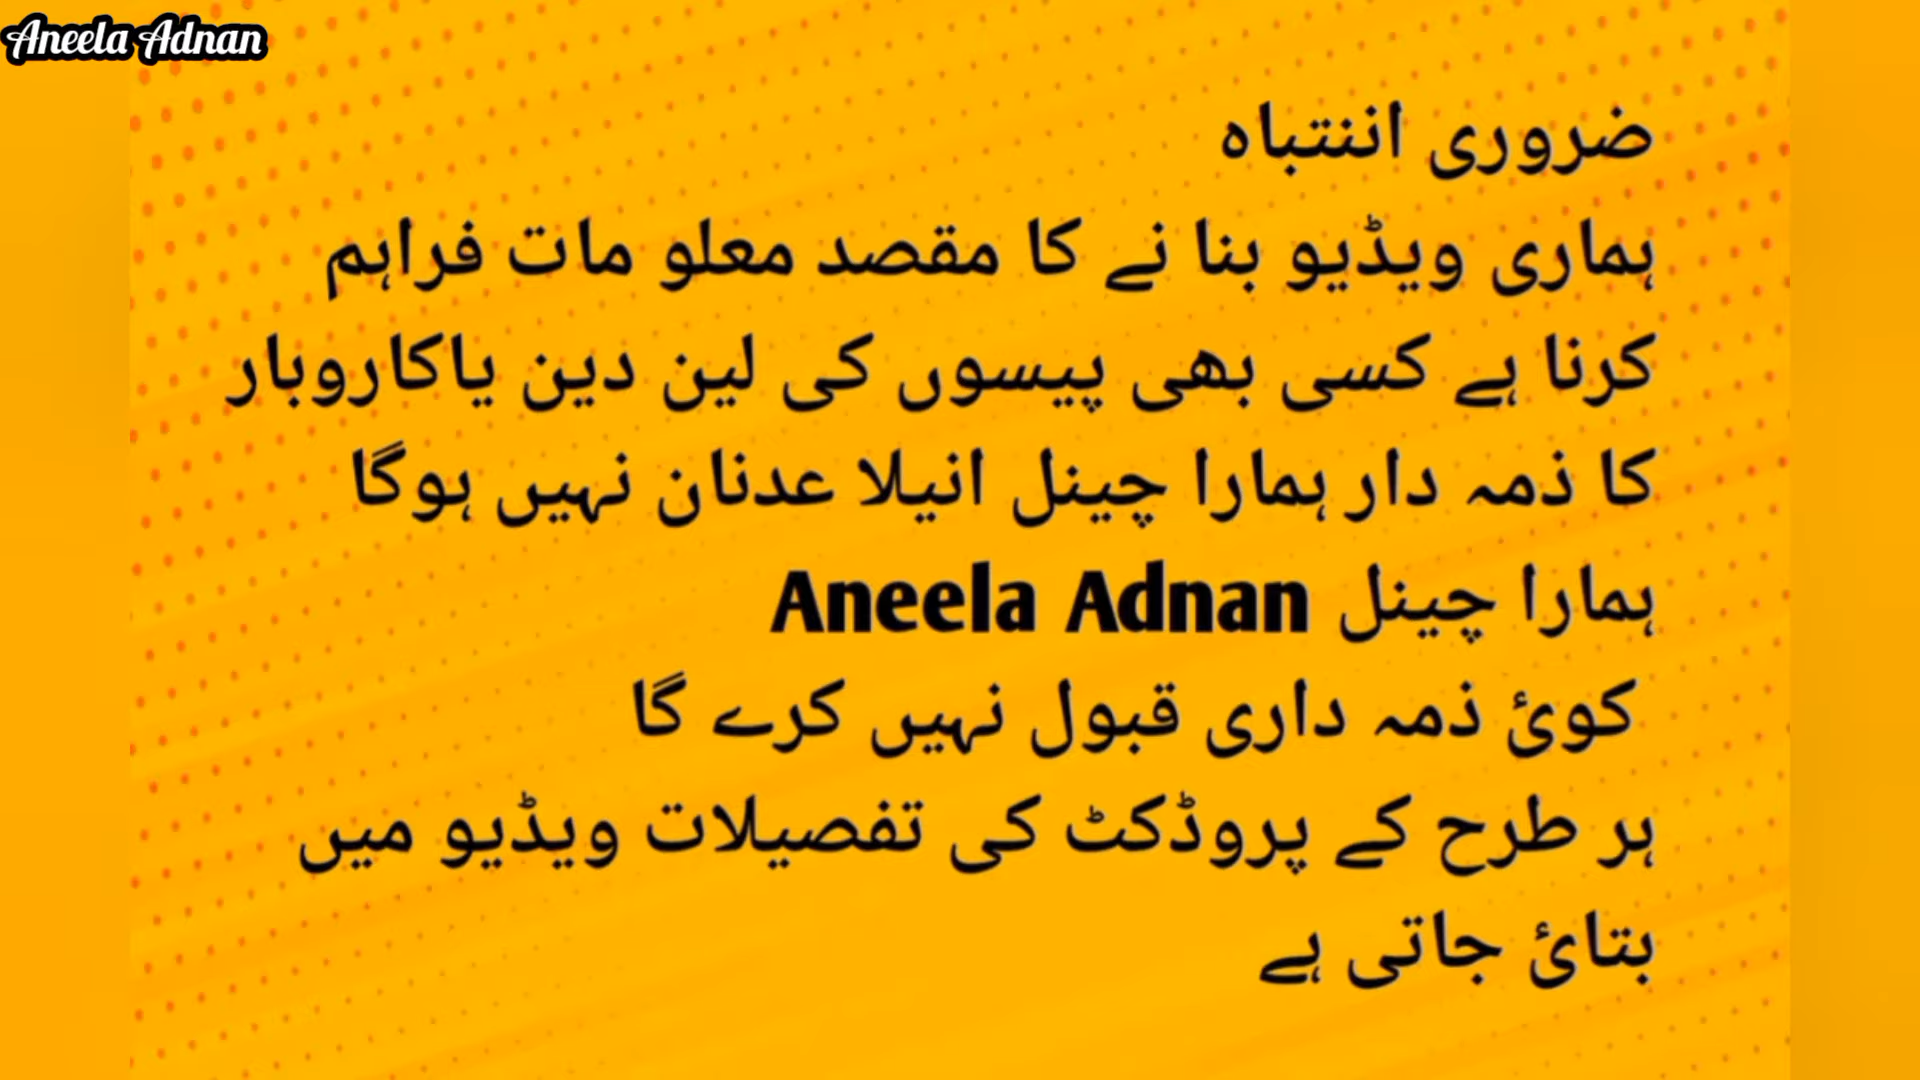 Aneela Adnan
ضروری اننتباہ
ہماری ویڈیو بنا نے کا مقصد معلو مات فراہم
کرنا ہے کسی بھی پیسوں کی لین دین یاکاروبار
کا ذمہ دار ہمارا چینل انیلا عدنان نہیں ہوگا
ہمارا چینل Aneela Adnan
کوئ ذمہ داری قبول نہیں کرے گا
ہر طرح کے پروڈکٹ کی تفصیلات ویڈیو میں
بتائ جاتی ہے